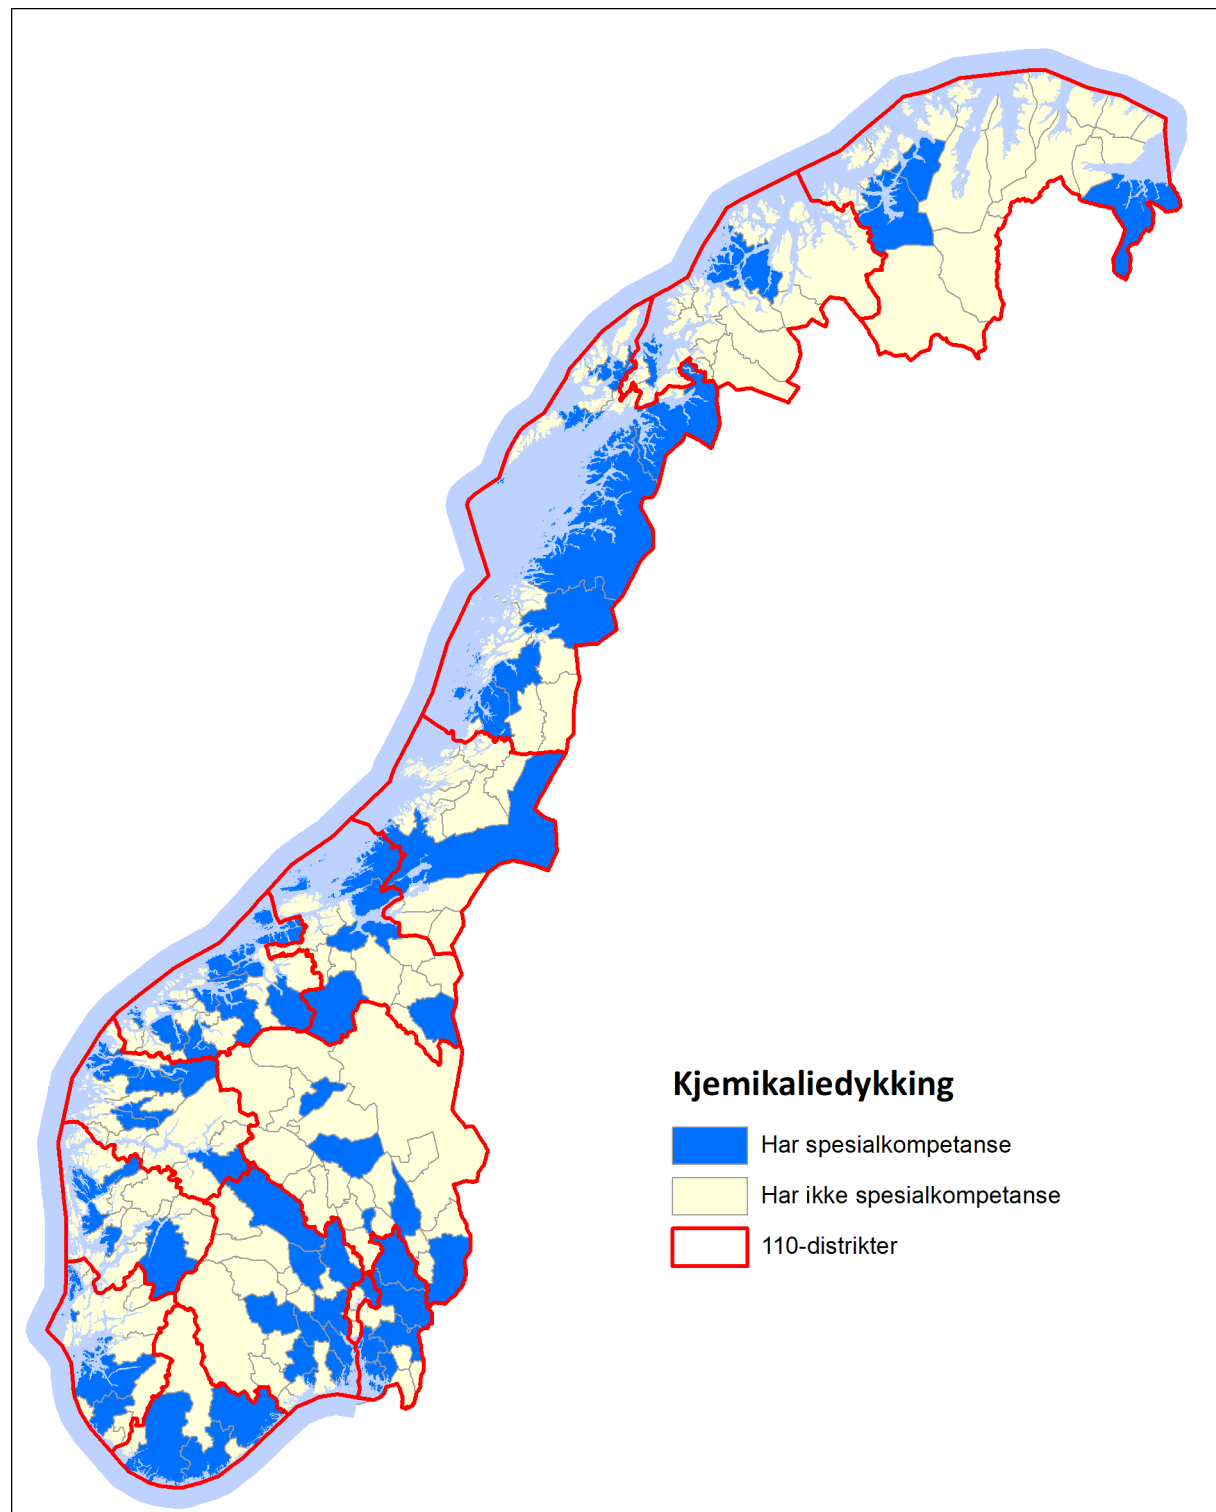 Kjemikaliedykking
Har spesialkompetanse
Har ikke spesialkompetanse
110-distrikter